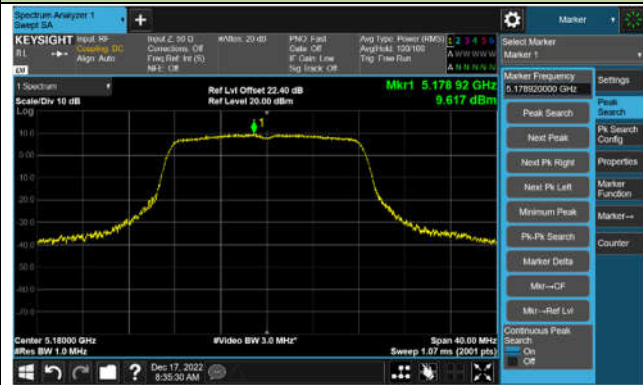 Spectrum Analyzer 1
Swept SA
+
Marker
KEYSIGHT
RL
Input: RF
Coupling: DC
Align: Auto
Input Z: 50 Ω
Corrections: Off
Freq Ref: Int (S)
NFE: Off
#Atten: 20 dB
PNO: Fast
Gate: Off
IF Gain: Low
Sig Track: Off
Avg Type: Power (RMS)
Avg|Hold: 100/100
Trig: Free Run
1 2 3 4 5 6
A W W W W W
A N N N N N
Select Marker
Marker 1
1 Spectrum
Scale/Div 10 dB
Log
Ref Lvl Offset 22.40 dB
Ref Level 20.00 dBm
Mkr1 5.178 92 GHz
9.617 dBm
1
10.0
0.00
-10.0
-20.0
-30.0
-40.0
-50.0
-60.0
-70.0
Center 5.18000 GHz
#Res BW 1.0 MHz
#Video BW 3.0 MHz*
Span 40.00 MHz
Sweep 1.07 ms (2001 pts)
Marker Frequency
5.178920000 GHz
Peak Search
Next Peak
Next Pk Right
Next Pk Left
Minimum Peak
Pk-Pk Search
Marker Delta
Mkr→CF
Mkr→Ref Lvl
Continuous Peak
Search
On
Off
Settings
Peak
Search
Pk Search
Config
Properties
Marker
Function
Marker→
Counter
?
Dec 17, 2022
8:35:30 AM